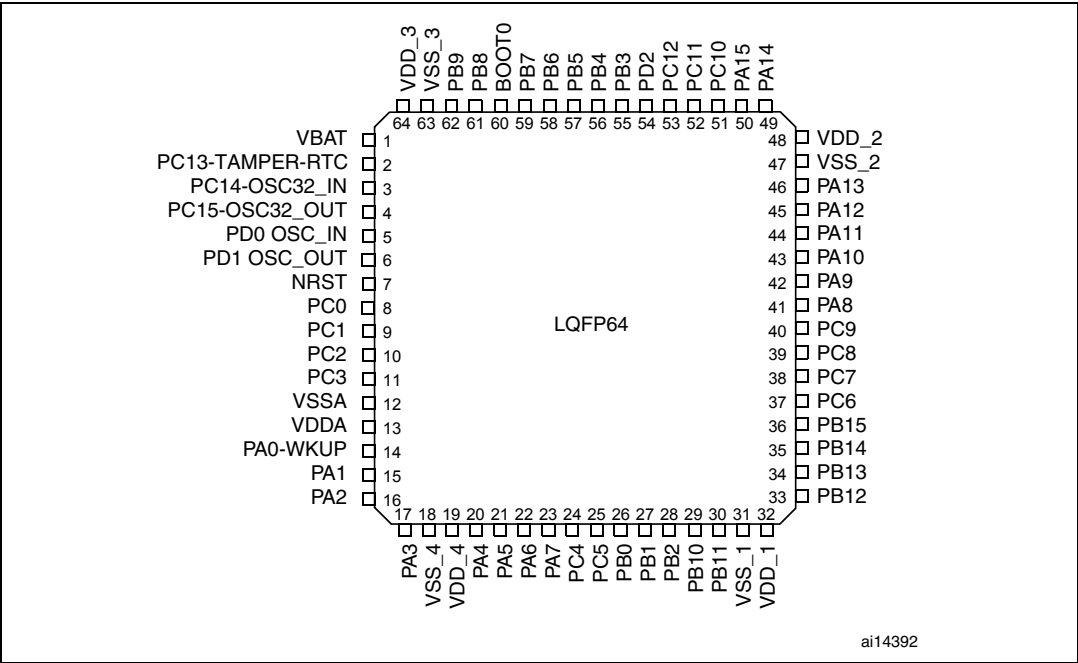 VDD_3
VSS_3
PB9
PB8
BOOT0
PB7
PB6
PB5
PB4
PB3
PD2
PC12
PC11
PC10
PA15
PA14
64 63 62 61 60 59 58 57 56 55 54 53 52 51 50 49
VBAT 1
PC13-TAMPER-RTC 2
PC14-OSC32_IN 3
PC15-OSC32_OUT 4
PD0 OSC_IN 5
PD1 OSC_OUT 6
NRST 7
PC0 8
PC1 9
PC2 10
PC3 11
VSSA 12
VDDA 13
PA0-WKUP 14
PA1 15
PA2 16
LQFP64
48 VDD_2
47 VSS_2
46 PA13
45 PA12
44 PA11
43 PA10
42 PA9
41 PA8
40 PC9
39 PC8
38 PC7
37 PC6
36 PB15
35 PB14
34 PB13
33 PB12
17 18 19 20 21 22 23 24 25 26 27 28 29 30 31 32
PA3
VSS_4
VDD_4
PA4
PA5
PA6
PA7
PC4
PC5
PB0
PB1
PB2
PB10
PB11
VSS_1
VDD_1
ai14392